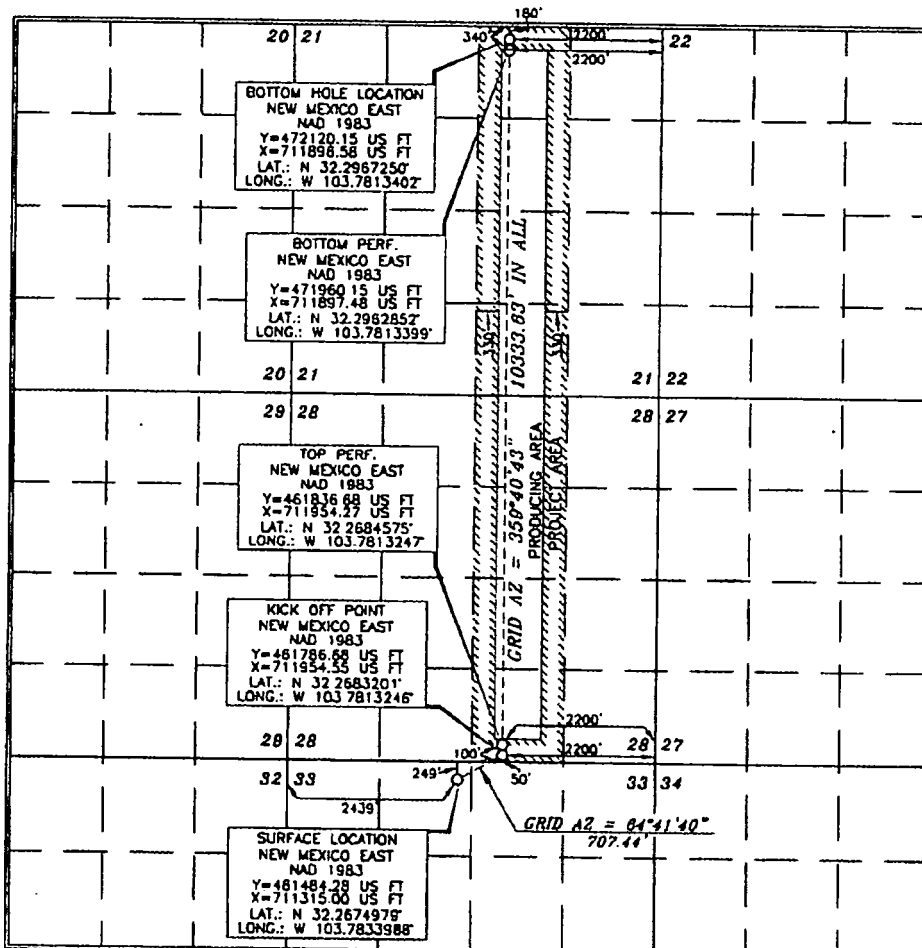 180'
20 21
340'
2200'
22
2200'
BOTTOM HOLE LOCATION
NEW MEXICO EAST
NAD 1983
Y=472120.15 US FT
X=711898.58 US FT
LAT.: N 32.2967250°
LONG.: W 103.7813402°
BOTTOM PERF.
NEW MEXICO EAST
NAD 1983
Y=471960.15 US FT
X=711897.48 US FT
LAT.: N 32.2962852°
LONG.: W 103.7813399°
10333.63' IN ALL
330'
330'
20 21
29 28
21 22
28 27
TOP PERF.
NEW MEXICO EAST
NAD 1983
Y=461836.68 US FT
X=711954.27 US FT
LAT.: N 32.2684575°
LONG.: W 103.7813247°
GRID AZ = 359°40'43"
PRODUCING AREA
PROJECT AREA
KICK OFF POINT
NEW MEXICO EAST
NAD 1983
Y=461786.68 US FT
X=711954.55 US FT
LAT.: N 32.2683201°
LONG.: W 103.7813246°
2200'
29 28
100'
2200'
28 27
249'
50'
32 33
33 34
2439'
GRID AZ = 64°41'40"
707.44'
SURFACE LOCATION
NEW MEXICO EAST
NAD 1983
Y=461484.28 US FT
X=711315.00 US FT
LAT.: N 32.2674979°
LONG.: W 103.7833988°